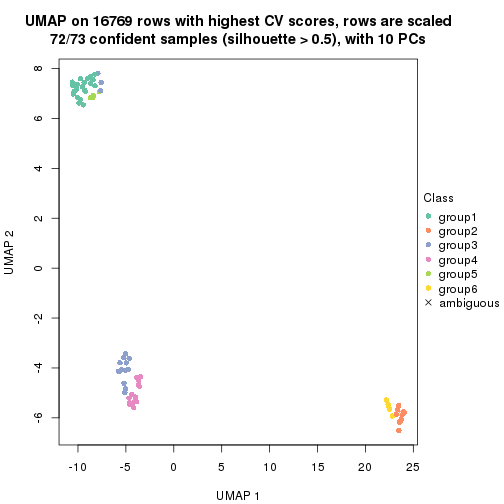 UMAP on 16769 rows with highest CV scores, rows are scaled
72/73 confident samples (silhouette > 0.5), with 10 PCs
8
6
4
2
0
-2
-4
-6
UMAP 2
-10
-5
0
5
10
15
20
25
UMAP 1
Class
group1
group2
group3
group4
group5
group6
ambiguous